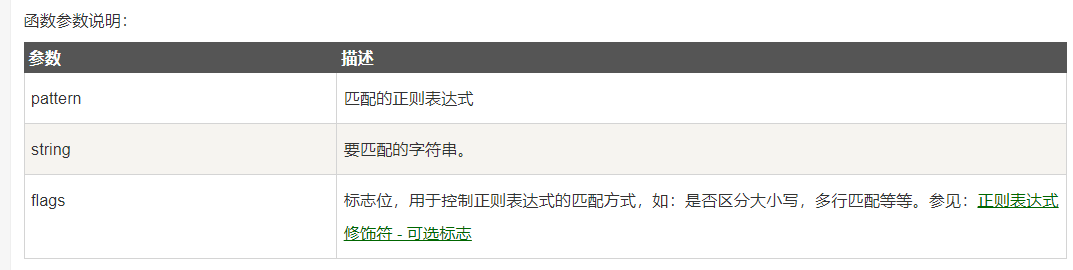 函数参数说明：
参数 描述
pattern 匹配的正则表达式
string 要匹配的字符串。
flags 标志位，用于控制正则表达式的匹配方式，如：是否区分大小写，多行匹配等等。参见：正则表达式
修饰符 - 可选标志